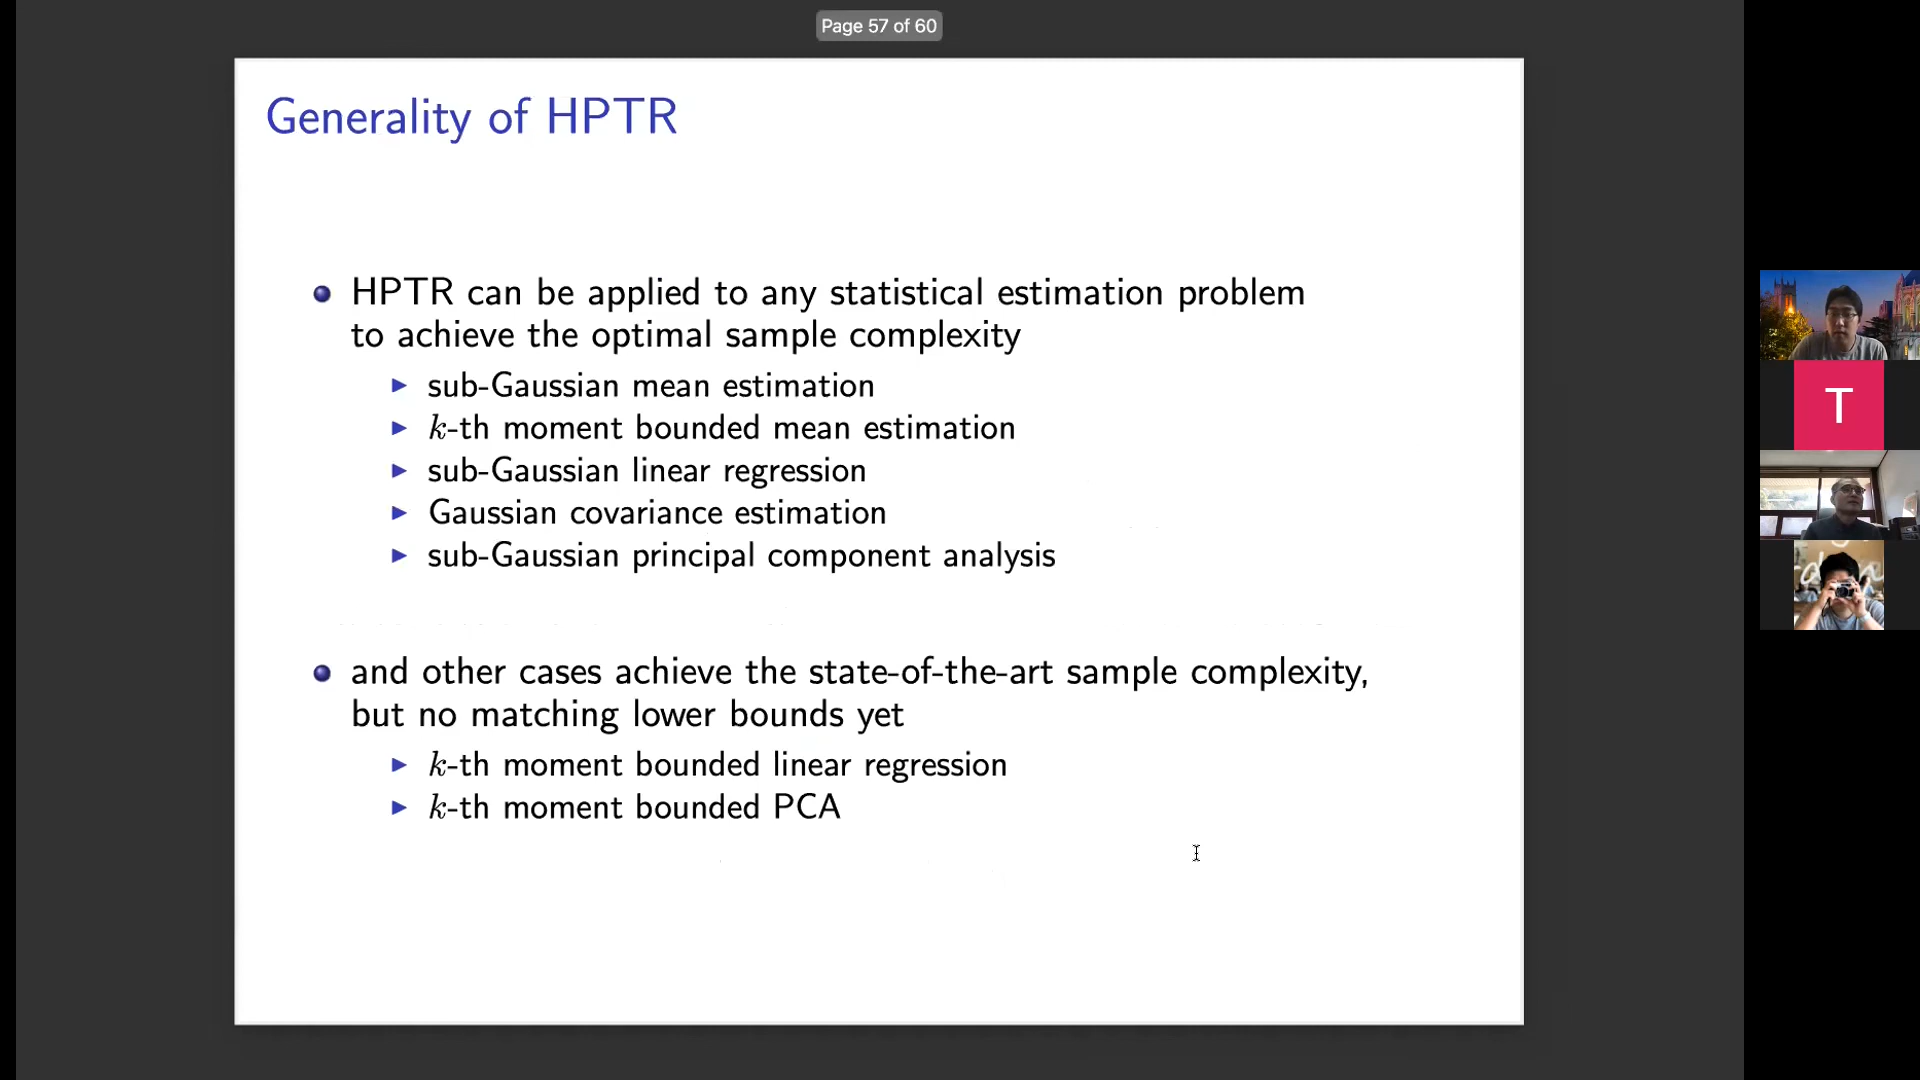 Page 57 of 60
Generality of HPTR
HPTR can be applied to any statistical estimation problem
to achieve the optimal sample complexity
sub-Gaussian mean estimation
k-th moment bounded mean estimation
sub-Gaussian linear regression
Gaussian covariance estimation
sub-Gaussian principal component analysis
and other cases achieve the state-of-the-art sample complexity,
but no matching lower bounds yet
k-th moment bounded linear regression
k-th moment bounded PCA
T